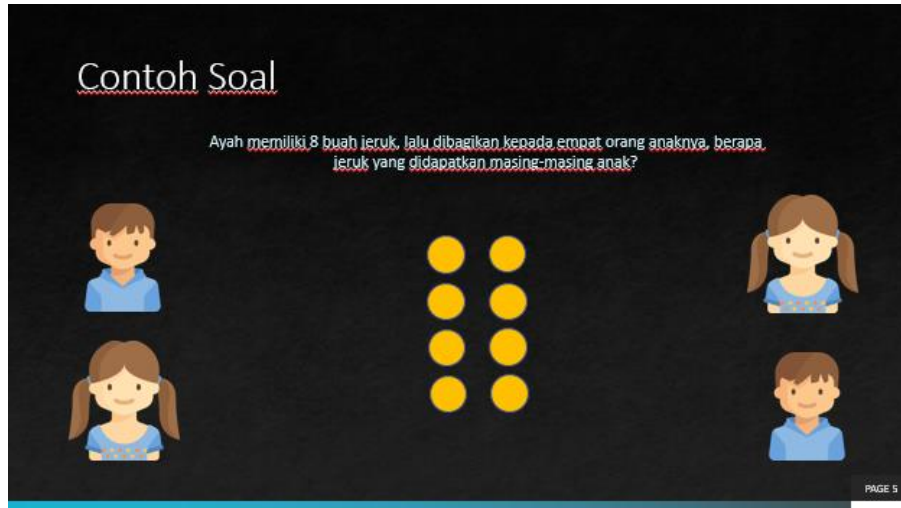 Contoh Soal
Ayah memiliki 8 buah jeruk, lalu dibagikan kepada empat orang anaknya, berapa
jeruk yang didapatkan masing-masing anak?
PAGE 5